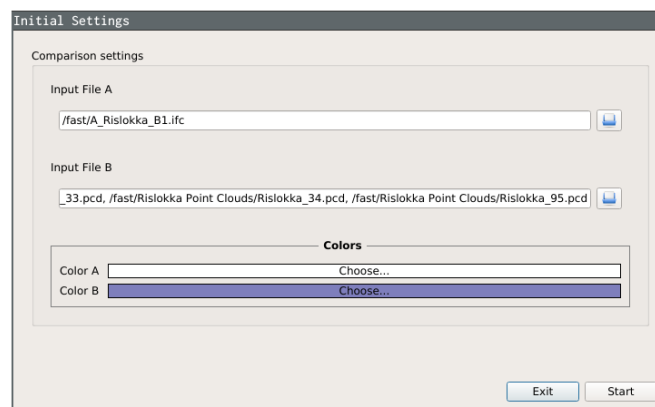 Initial Settings
Comparison settings
Input File A
/fast/A_Rislokka_B1.ifc
Input File B
_33.pcd, /fast/Rislokka Point Clouds/Rislokka_34.pcd, /fast/Rislokka Point Clouds/Rislokka_95.pcd
Colors
Color A Choose...
Color B Choose...
Exit Start